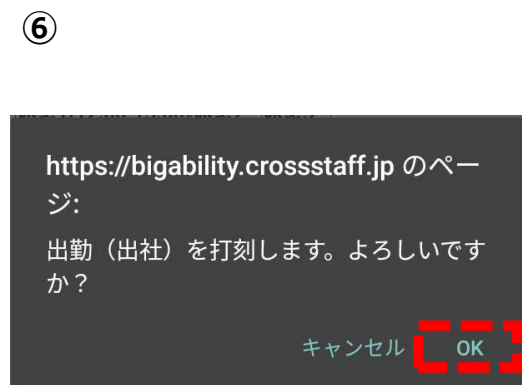 ⑥
https://bigability.crossstaff.jp のペー
ジ:
出勤（出社）を打刻します。よろしいです
か？
キャンセル OK